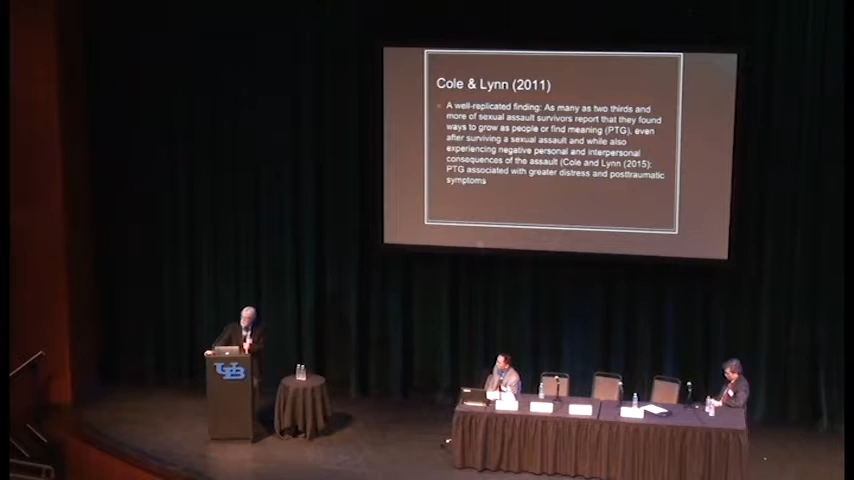 Cole & Lynn (2011)
A well-replicated finding: As many as two thirds and
more of sexual assault survivors report that they found
ways to grow as people or find meaning (PTG), even
after surviving a sexual assault and while also
experiencing negative personal and interpersonal
consequences of the assault (Cole and Lynn (2015):
PTG associated with greater distress and posttraumatic
symptoms
UB